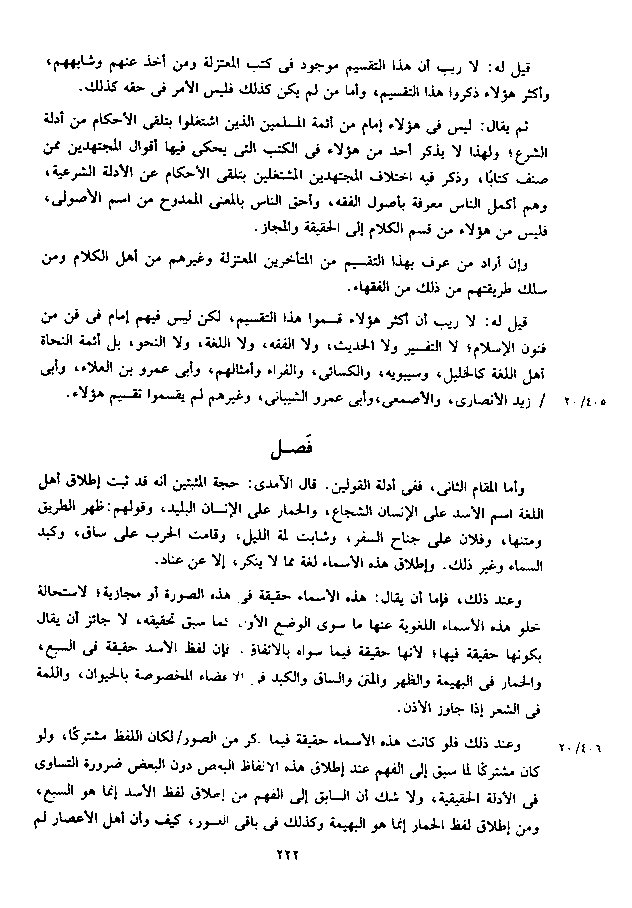 قيل له: لا ريب أن هذا التقسيم موجود فى كتب المعتزلة ومن أخذ عنهم وشابههم،
وأكثر هؤلاء ذكروا هذا التقسيم، وأما من لم يكن كذلك فليس الأمر فى حقه كذلك.
ثم يقال: ليس فى هؤلاء إمام من أئمة المسلمين الذين اشتغلوا بتلقى الأحكام من أدلة
الشرع؛ ولهذا لا يذكر أحد من هؤلاء فى الكتب التى يحكى فيها أقوال المجتهدين ممن
صنف كتابًا، وذكر فيه اختلاف المجتهدين المشتغلين بتلقى الأحكام عن الأدلة الشرعية،
وهم أكمل الناس معرفة بأصول الفقه، وأحق الناس بالمعنى الممدوح من اسم الأصولى،
فليس من هؤلاء من قسم الكلام إلى الحقيقة والمجاز.
وإن أراد من عرف بهذا التقسيم من المتأخرين المعتزلة وغيرهم من أهل الكلام ومن
سلك طريقتهم من ذلك من الفقهاء.
قيل له: لا ريب أن أكثر هؤلاء قسموا هذا التقسيم، لكن ليس فيهم إمام فى فن من
فنون الإسلام؛ لا التفسير ولا الحديث، ولا الفقه، ولا اللغة، ولا النحو، بل أئمة النحاة
أهل اللغة كالخليل، وسيبويه، والكسائى، والفراء وأمثالهم، وأبى عمرو بن العلاء، وأبى
/ زيد الأنصارى، والأصمعى، وأبى عمرو الشيبانى، وغيرهم لم يقسموا تقسيم هؤلاء. ٢٠/٤٠٥
فَصل
وأما المقام الثانى، ففى أدلة القولين. قال الآمدى: حجة المثبتين أنه قد ثبت إطلاق أهل
اللغة اسم الأسد على الإنسان الشجاع، والحمار على الإنسان البليد، وقولهم: ظهر الطريق
ومتنها، وفلان على جناح السفر، وشابت لمة الليل، وقامت الحرب على ساق، وكبد
السماء وغير ذلك. وإطلاق هذه الأسماء لغة مما لا ينكر، إلا عن عناد.
وعند ذلك، فإما أن يقال: هذه الأسماء حقيقة فى هذه الصورة أو مجازية؛ لاستحالة
خلو هذه الأسماء اللغوية عنها ما سوى الوضع الأول كما سبق تحقيقه، لا جائز أن يقال
بكونها حقيقة فيها؛ لأنها حقيقة فيما سواه بالاتفاق. فإن لفظ الأسد حقيقة فى السبع،
والحمار فى البهيمة والظهر والمتن والساق والكبد فى الأعضاء المخصوصة بالحيوان، واللمة
فى الشعر إذا جاوز الأذن.
وعند ذلك فلو كانت هذه الأسماء حقيقة فيما ذكر من الصور/ لكان اللفظ مشتركًا، ولو ٢٠/٤٠٦
كان مشتركًا لما سبق إلى الفهم عند إطلاق هذه الألفاظ البعض دون البعض ضرورة التساوى
فى الأدلة الحقيقية، ولا شك أن السابق إلى الفهم من إطلاق لفظ الأسد إنما هو السبع،
ومن إطلاق لفظ الحمار إنما هو البهيمة وكذلك فى باقى الصور، كيف وأن أهل الأعصار لم
٢٢٢